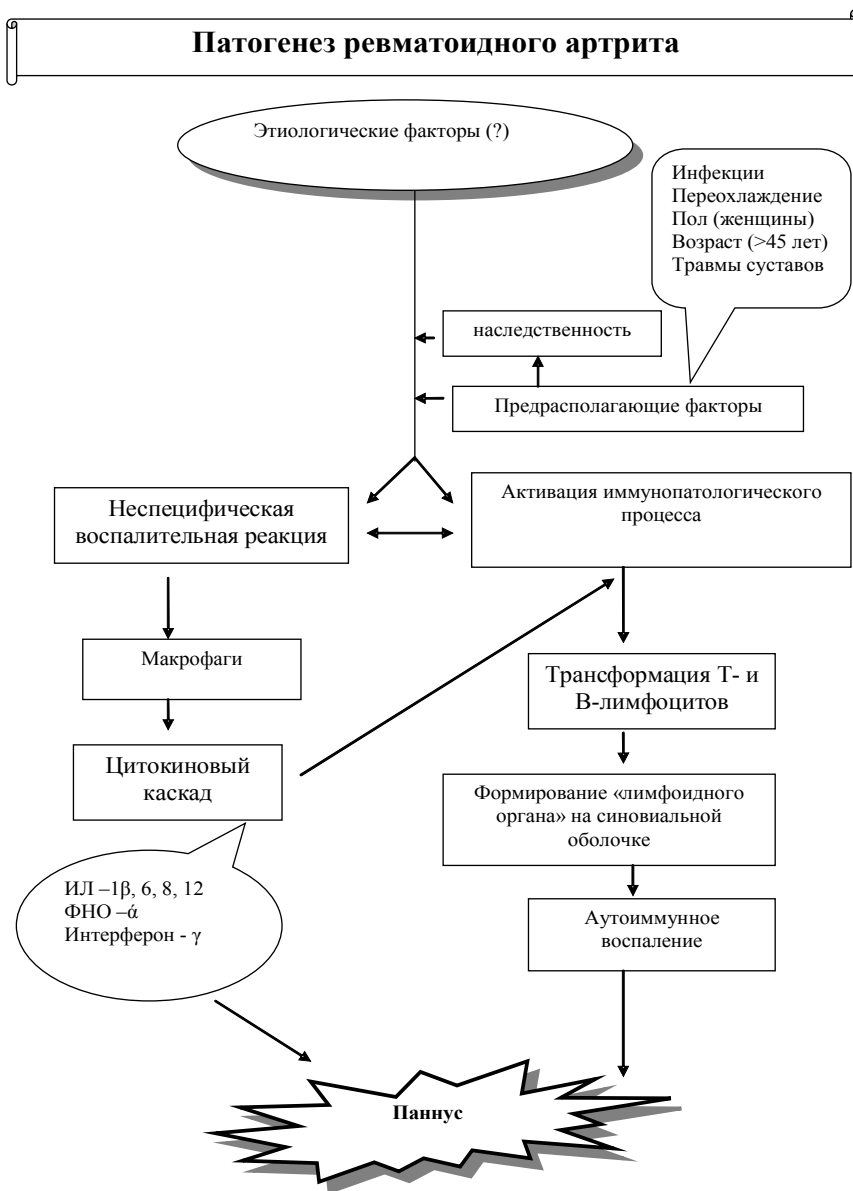 Патогенез ревматоидного артрита
Этиологические факторы (?)
Инфекции
Переохлаждение
Пол (женщины)
Возраст (>45 лет)
Травмы суставов
наследственность
Предрасполагающие факторы
Неспецифическая
воспалительная реакция
Активация иммунопатологического
процесса
Макрофаги
Трансформация Т- и
В-лимфоцитов
Цитокиновый
каскад
Формирование «лимфоидного
органа» на синовиальной
оболочке
ИЛ –1β, 6, 8, 12
ФНО –ά
Интерферон - γ
Аутоиммунное
воспаление
Паннус